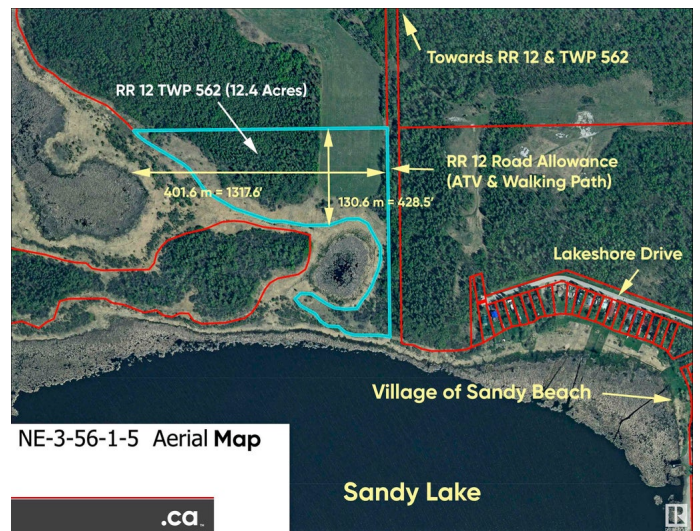 Towards RR 12 & TWP 562
RR 12 TWP 562 (12.4 Acres)
RR 12 Road Allowance
(ATV & Walking Path)
401.6 m = 1317.6'
130.6 m = 428.5'
Lakeshore Drive
Village of Sandy Beach
NE-3-56-1-5 Aerial Map
Sandy Lake
.ca
R